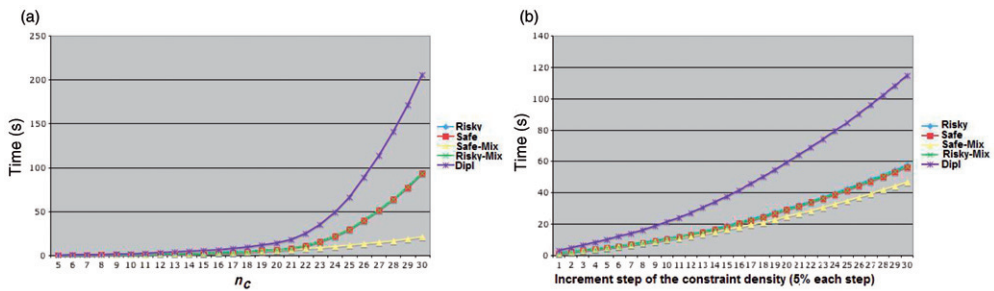 (a)
250
200
150
100
50
0
Time (s)
5 6 7 8 9 10 11 12 13 14 15 16 17 18 19 20 21 22 23 24 25 26 27 28 29 30
n_c
Risky
Safe
Safe-Mix
Risky-Mix
Dipl
(b)
140
120
100
80
60
40
20
0
Time (s)
1 2 3 4 5 6 7 8 9 10 11 12 13 14 15 16 17 18 19 20 21 22 23 24 25 26 27 28 29 30
Increment step of the constraint density (5% each step)
Risky
Safe
Safe-Mix
Risky-Mix
Dipl